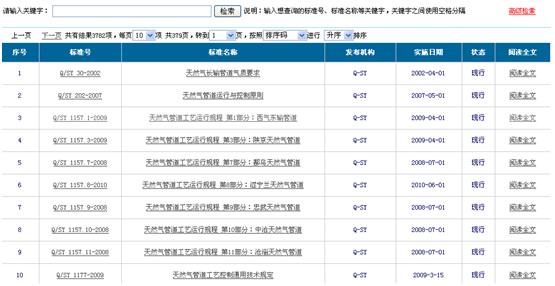 请输入关键字： 检索 说明：输入想查询的标准号、标准名称等关键字，关键字之间使用空格分隔 高级检索
上一页 下一页 共有结果3782项，每页 10 项 共379页，转到 1 页，按照 排序码 进行 升序 排序
序号 标准号 标准名称 发布机构 实施日期 状态 阅读全文
1 Q/SY 30-2002 天然气长输管道气质要求 Q-SY 2002-04-01 现行 阅读全文
2 Q/SY 202-2007 天然气管道运行与控制原则 Q-SY 2007-05-01 现行 阅读全文
3 Q/SY 1157.1-2009 天然气管道工艺运行规程 第1部分：西气东输管道 Q-SY 2009-04-01 现行 阅读全文
4 Q/SY 1157.3-2009 天然气管道工艺运行规程 第3部分：陕京天然气管道 Q-SY 2009-04-01 现行 阅读全文
5 Q/SY 1157.7-2008 天然气管道工艺运行规程 第7部分：鄯乌天然气管道 Q-SY 2008-07-01 现行 阅读全文
6 Q/SY 1157.8-2010 天然气管道工艺运行规程 第8部分：涩宁兰天然气管道 Q-SY 2010-06-01 现行 阅读全文
7 Q/SY 1157.9-2008 天然气管道工艺运行规程 第9部分：忠武天然气管道 Q-SY 2008-07-01 现行 阅读全文
8 Q/SY 1157.10-2008 天然气管道工艺运行规程 第10部分：中沧天然气管道 Q-SY 2008-07-01 现行 阅读全文
9 Q/SY 1157.11-2008 天然气管道工艺运行规程 第11部分：沧淄天然气管道 Q-SY 2008-07-01 现行 阅读全文
10 Q/SY 1177-2009 天然气管道工艺控制通用技术规定 Q-SY 2009-3-15 现行 阅读全文